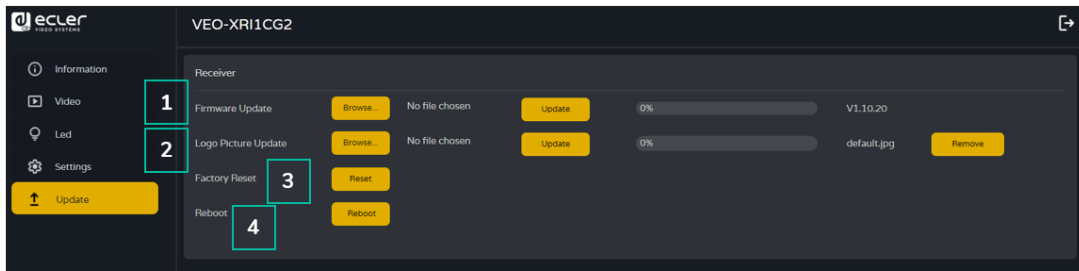 ecler
VIDEO SYSTEMS
VEO-XRI1CG2
Information
Video
Led
Settings
Update
Receiver
1
Firmware Update Browse... No file chosen Update 0% V1.10.20
2
Logo Picture Update Browse... No file chosen Update 0% default.jpg Remove
Factory Reset 3 Reset
Reboot 4 Reboot